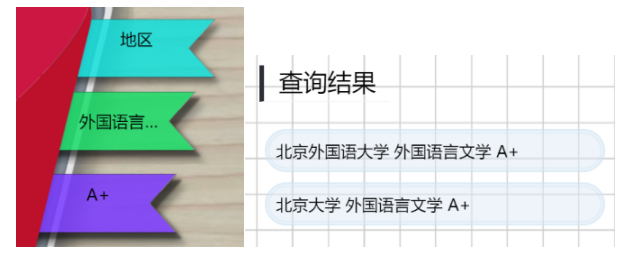 地区
外国语言...
A+
查询结果
北京外国语大学 外国语言文学 A+
北京大学 外国语言文学 A+